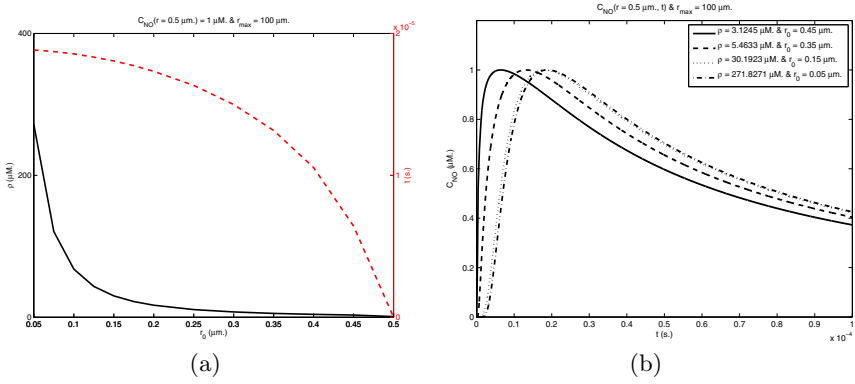 C_NO(r = 0.5 µm.) = 1 µM. & r_max = 100 µm.
x 10^-5
400
2
ρ (µM.)
200
1
t (s.)
0
0
0.05 0.1 0.15 0.2 0.25 0.3 0.35 0.4 0.45 0.5
r_0 (µm.)
(a)
C_NO(r = 0.5 µm., t) & r_max = 100 µm.
ρ = 3.1245 µM. & r_0 = 0.45 µm.
ρ = 5.4633 µM. & r_0 = 0.35 µm.
ρ = 30.1923 µM. & r_0 = 0.15 µm.
ρ = 271.8271 µM. & r_0 = 0.05 µm.
1.2
1
0.8
C_NO (µM.)
0.6
0.4
0.2
0
0 0.1 0.2 0.3 0.4 0.5 0.6 0.7 0.8 0.9 1
t (s.)
x 10^-4
(b)